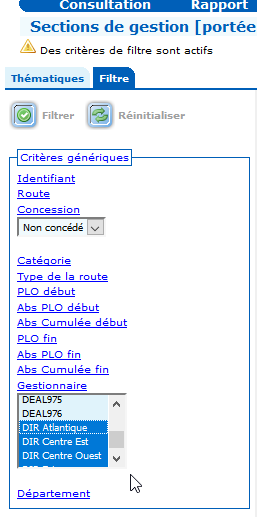 Consultation Rapport
Sections de gestion [portée
Des critères de filtre sont actifs
Thématiques Filtre
Filtrer Réinitialiser
Critères génériques
Identifiant
Route
Concession
Non concédé
Catégorie
Type de la route
PLO début
Abs PLO début
Abs Cumulée début
PLO fin
Abs PLO fin
Abs Cumulée fin
Gestionnaire
DEAL975
DEAL976
DIR Atlantique
DIR Centre Est
DIR Centre Ouest
Département